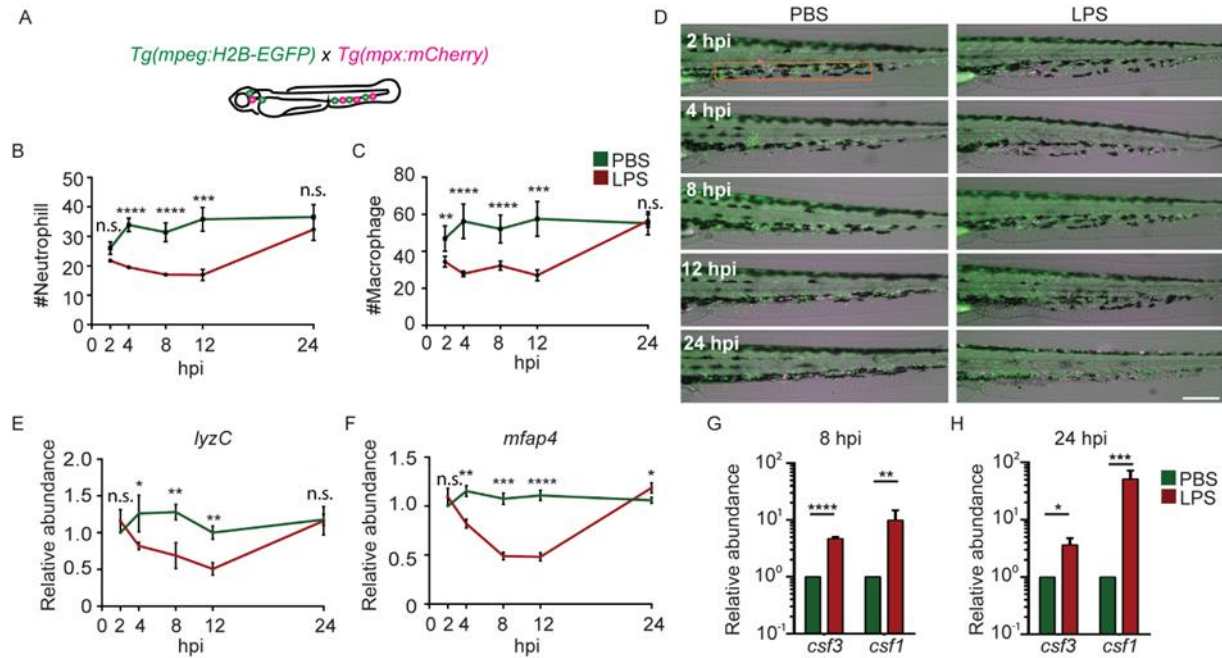 A
Tg(mpeg:H2B-EGFP) x Tg(mpx:mCherry)
B
#Neutrophill
50
40
30
20
10
0
n.s.
****
****
***
n.s.
0 2 4 8 12 24
hpi
C
PBS
LPS
#Macrophage
80
60
40
20
0
**
****
****
***
n.s.
0 2 4 8 12 24
hpi
D
PBS LPS
2 hpi
4 hpi
8 hpi
12 hpi
24 hpi
E
lyzC
Relative abundance
2.0
1.5
1.0
0.5
0
n.s.
*
**
**
n.s.
0 2 4 8 12 24
hpi
F
mfap4
Relative abundance
1.5
1.0
0.5
0
n.s.
**
***
****
*
0 2 4 8 12 24
hpi
G
8 hpi
Relative abundance
10²
10
10⁰
10⁻¹
****
**
csf3 csf1
H
24 hpi
Relative abundance
10²
10
10⁰
10⁻¹
*
***
csf3 csf1
PBS
LPS